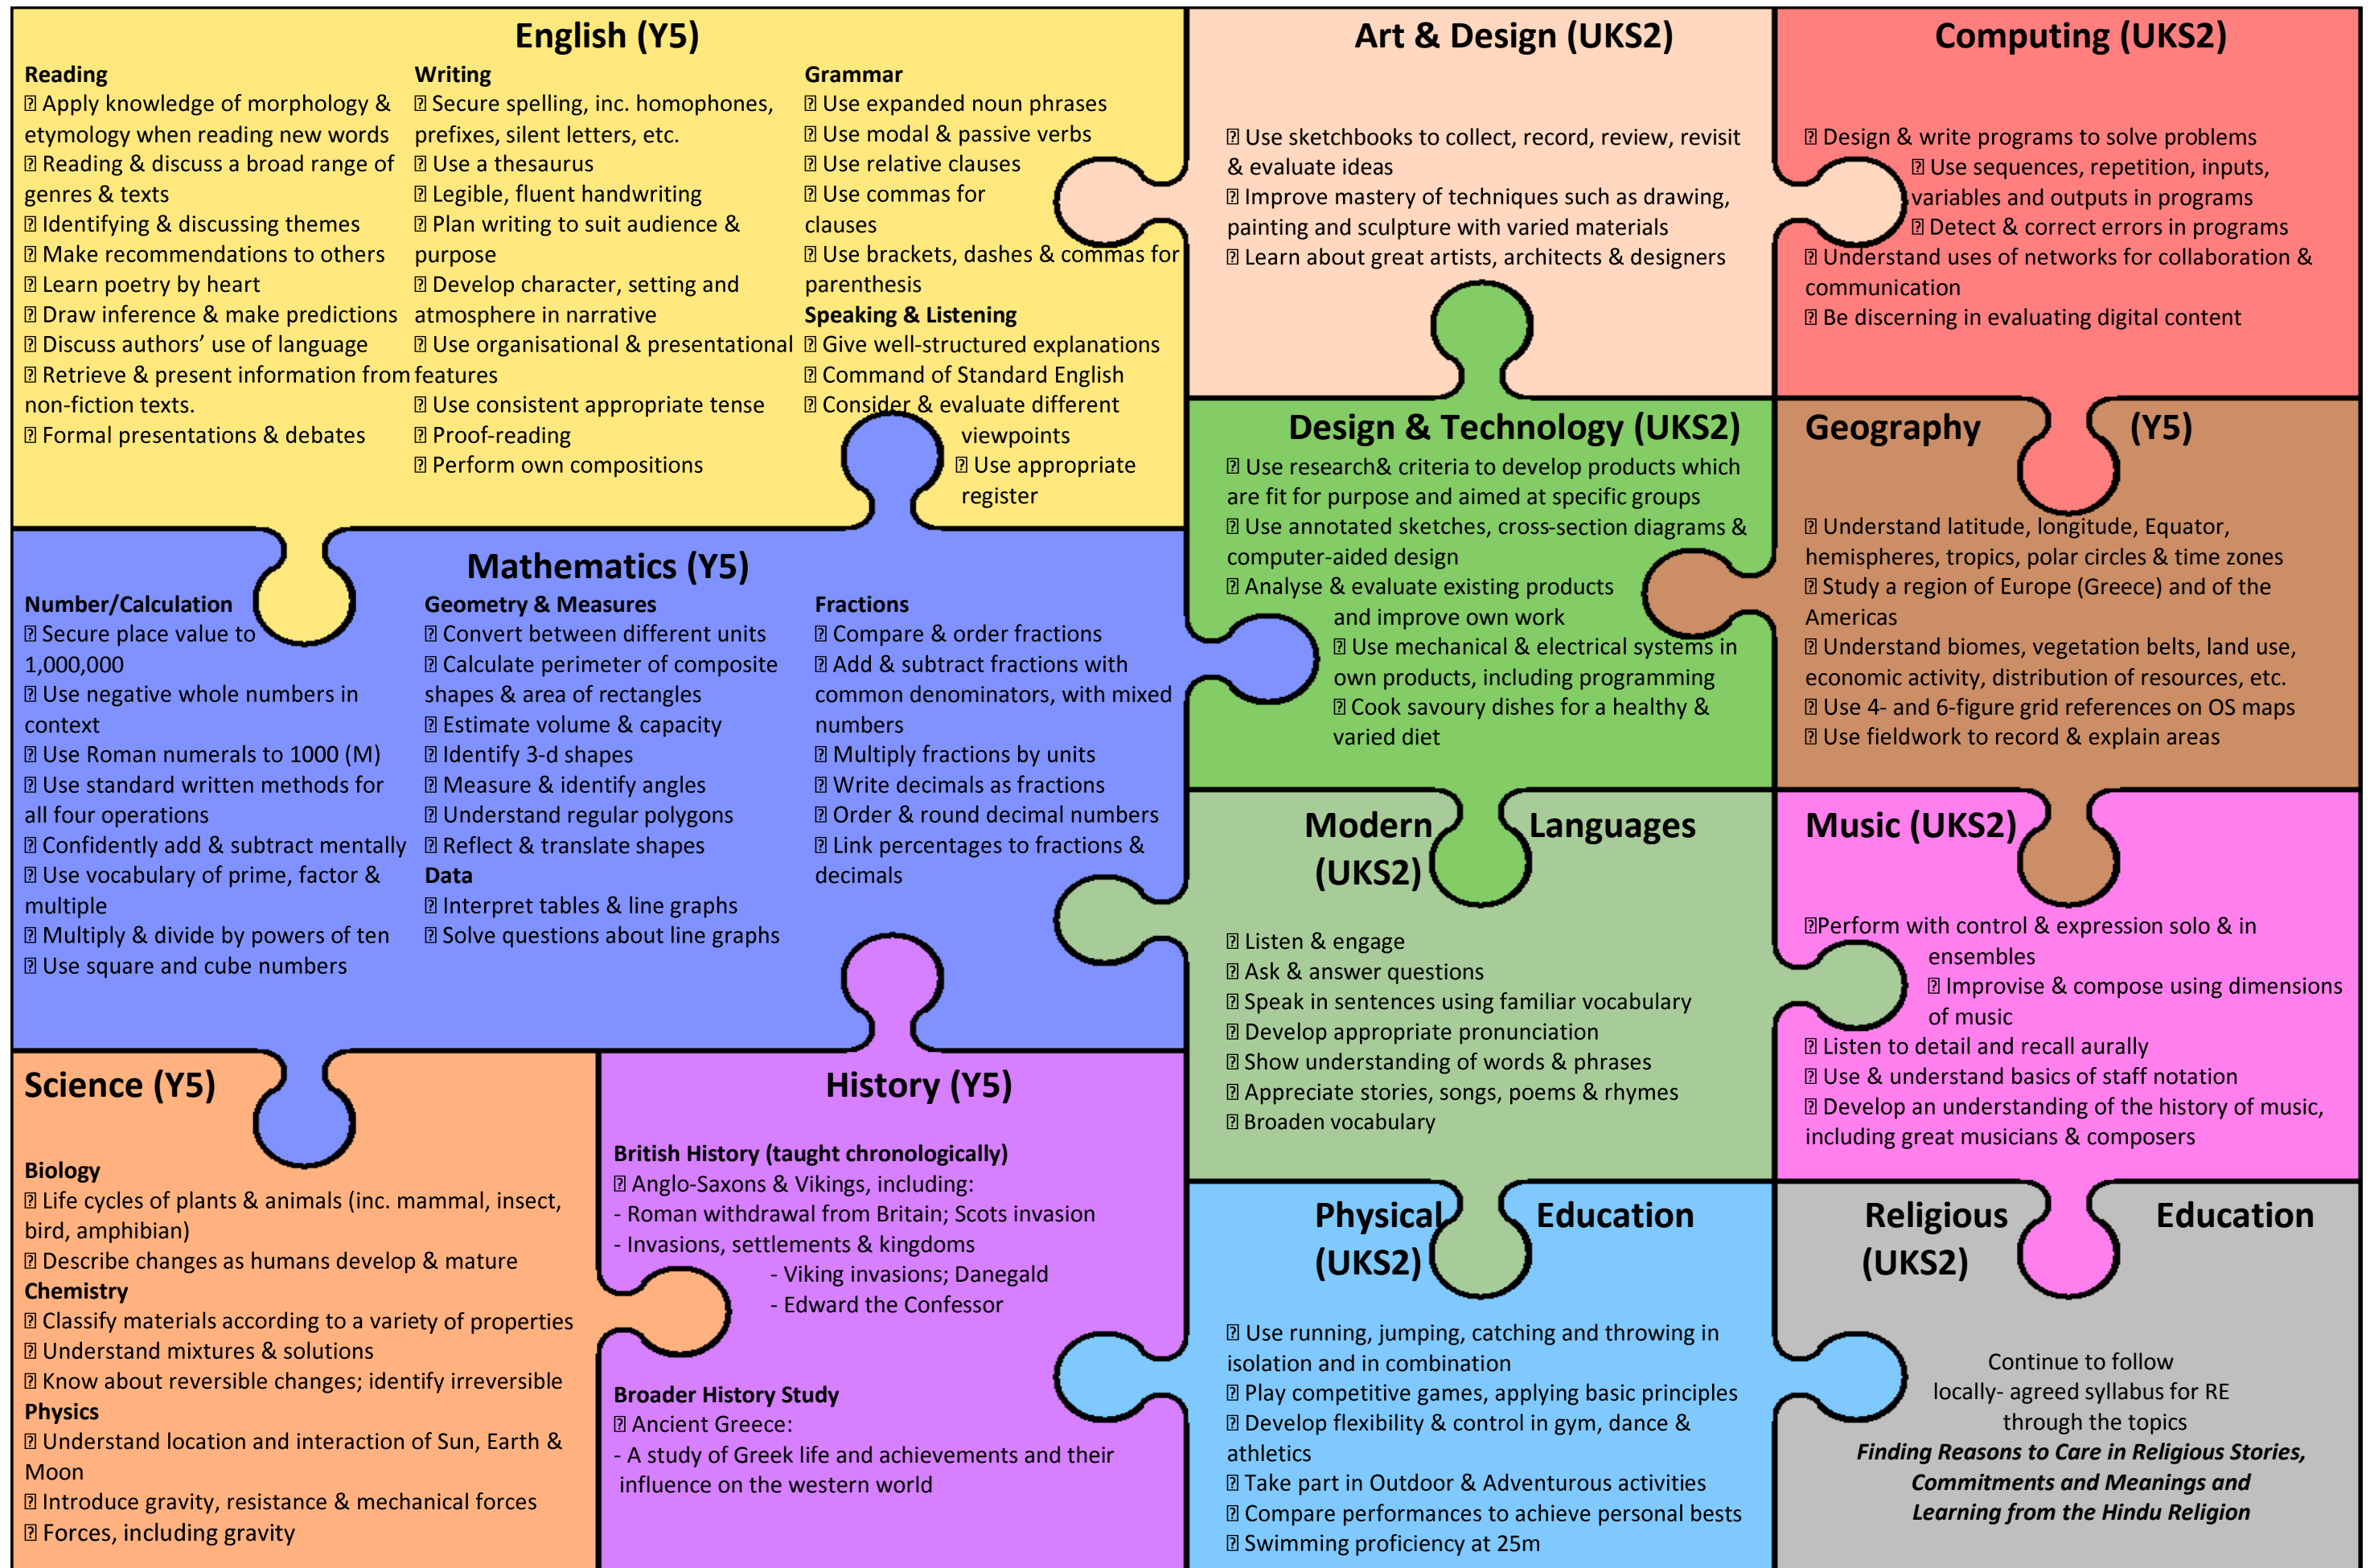 English (Y5)
Reading
⍰ Apply knowledge of morphology &
etymology when reading new words
⍰ Reading & discuss a broad range of
genres & texts
⍰ Identifying & discussing themes
⍰ Make recommendations to others
⍰ Learn poetry by heart
⍰ Draw inference & make predictions
⍰ Discuss authors’ use of language
⍰ Retrieve & present information from
non-fiction texts.
⍰ Formal presentations & debates
Writing
⍰ Secure spelling, inc. homophones,
prefixes, silent letters, etc.
⍰ Use a thesaurus
⍰ Legible, fluent handwriting
⍰ Plan writing to suit audience &
purpose
⍰ Develop character, setting and
atmosphere in narrative
⍰ Use organisational & presentational
features
⍰ Use consistent appropriate tense
⍰ Proof-reading
⍰ Perform own compositions
Grammar
⍰ Use expanded noun phrases
⍰ Use modal & passive verbs
⍰ Use relative clauses
⍰ Use commas for
clauses
⍰ Use brackets, dashes & commas for
parenthesis
Speaking & Listening
⍰ Give well-structured explanations
⍰ Command of Standard English
⍰ Consider & evaluate different
viewpoints
⍰ Use appropriate
register
Art & Design (UKS2)
⍰ Use sketchbooks to collect, record, review, revisit
& evaluate ideas
⍰ Improve mastery of techniques such as drawing,
painting and sculpture with varied materials
⍰ Learn about great artists, architects & designers
Computing (UKS2)
⍰ Design & write programs to solve problems
⍰ Use sequences, repetition, inputs,
variables and outputs in programs
⍰ Detect & correct errors in programs
⍰ Understand uses of networks for collaboration &
communication
⍰ Be discerning in evaluating digital content
Design & Technology (UKS2)
⍰ Use research& criteria to develop products which
are fit for purpose and aimed at specific groups
⍰ Use annotated sketches, cross-section diagrams &
computer-aided design
⍰ Analyse & evaluate existing products
and improve own work
⍰ Use mechanical & electrical systems in
own products, including programming
⍰ Cook savoury dishes for a healthy &
varied diet
Geography (Y5)
⍰ Understand latitude, longitude, Equator,
hemispheres, tropics, polar circles & time zones
⍰ Study a region of Europe (Greece) and of the
Americas
⍰ Understand biomes, vegetation belts, land use,
economic activity, distribution of resources, etc.
⍰ Use 4- and 6-figure grid references on OS maps
⍰ Use fieldwork to record & explain areas
Mathematics (Y5)
Number/Calculation
⍰ Secure place value to
1,000,000
⍰ Use negative whole numbers in
context
⍰ Use Roman numerals to 1000 (M)
⍰ Use standard written methods for
all four operations
⍰ Confidently add & subtract mentally
⍰ Use vocabulary of prime, factor &
multiple
⍰ Multiply & divide by powers of ten
⍰ Use square and cube numbers
Geometry & Measures
⍰ Convert between different units
⍰ Calculate perimeter of composite
shapes & area of rectangles
⍰ Estimate volume & capacity
⍰ Identify 3-d shapes
⍰ Measure & identify angles
⍰ Understand regular polygons
⍰ Reflect & translate shapes
Data
⍰ Interpret tables & line graphs
⍰ Solve questions about line graphs
Fractions
⍰ Compare & order fractions
⍰ Add & subtract fractions with
common denominators, with mixed
numbers
⍰ Multiply fractions by units
⍰ Write decimals as fractions
⍰ Order & round decimal numbers
⍰ Link percentages to fractions &
decimals
Modern Languages
(UKS2)
⍰ Listen & engage
⍰ Ask & answer questions
⍰ Speak in sentences using familiar vocabulary
⍰ Develop appropriate pronunciation
⍰ Show understanding of words & phrases
⍰ Appreciate stories, songs, poems & rhymes
⍰ Broaden vocabulary
Music (UKS2)
⍰Perform with control & expression solo & in
ensembles
⍰ Improvise & compose using dimensions
of music
⍰ Listen to detail and recall aurally
⍰ Use & understand basics of staff notation
⍰ Develop an understanding of the history of music,
including great musicians & composers
Science (Y5)
Biology
⍰ Life cycles of plants & animals (inc. mammal, insect,
bird, amphibian)
⍰ Describe changes as humans develop & mature
Chemistry
⍰ Classify materials according to a variety of properties
⍰ Understand mixtures & solutions
⍰ Know about reversible changes; identify irreversible
Physics
⍰ Understand location and interaction of Sun, Earth &
Moon
⍰ Introduce gravity, resistance & mechanical forces
⍰ Forces, including gravity
History (Y5)
British History (taught chronologically)
⍰ Anglo-Saxons & Vikings, including:
- Roman withdrawal from Britain; Scots invasion
- Invasions, settlements & kingdoms
- Viking invasions; Danegald
- Edward the Confessor
Broader History Study
⍰ Ancient Greece:
- A study of Greek life and achievements and their
influence on the western world
Physical Education
(UKS2)
⍰ Use running, jumping, catching and throwing in
isolation and in combination
⍰ Play competitive games, applying basic principles
⍰ Develop flexibility & control in gym, dance &
athletics
⍰ Take part in Outdoor & Adventurous activities
⍰ Compare performances to achieve personal bests
⍰ Swimming proficiency at 25m
Religious Education
(UKS2)
Continue to follow
locally- agreed syllabus for RE
through the topics
Finding Reasons to Care in Religious Stories,
Commitments and Meanings and
Learning from the Hindu Religion